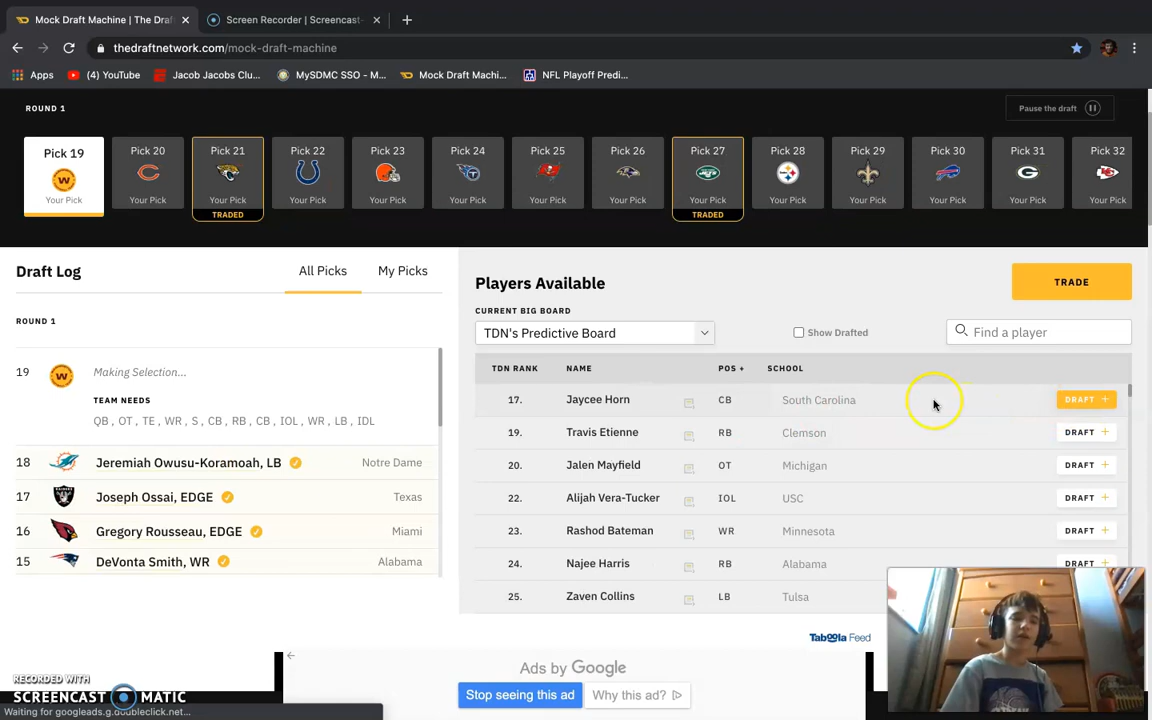 Mock Draft Machine | The Dra
Screen Recorder | Screencast-
thedraftnetwork.com/mock-draft-machine
Apps
(4) YouTube
Jacob Jacobs Clu...
MySDMC SSO - M...
Mock Draft Machi...
NFL Playoff Predi...
ROUND 1
Pause the draft
Pick 19
Your Pick
Pick 20
Your Pick
Pick 21
Your Pick
TRADED
Pick 22
Your Pick
Pick 23
Your Pick
Pick 24
Your Pick
Pick 25
Your Pick
Pick 26
Your Pick
Pick 27
Your Pick
TRADED
Pick 28
Your Pick
Pick 29
Your Pick
Pick 30
Your Pick
Pick 31
Your Pick
Pick 32
Your Pick
Draft Log
All Picks
My Picks
ROUND 1
19 W Making Selection...
TEAM NEEDS
QB , OT , TE , WR , S , CB , RB , CB , IOL , WR , LB , IDL
18 Jeremiah Owusu-Koramoah, LB Notre Dame
17 Joseph Ossai, EDGE Texas
16 Gregory Rousseau, EDGE Miami
15 DeVonta Smith, WR Alabama
Players Available
TRADE
CURRENT BIG BOARD
TDN's Predictive Board
Show Drafted
Find a player
TDN RANK NAME POS + SCHOOL
17. Jaycee Horn CB South Carolina DRAFT +
19. Travis Etienne RB Clemson DRAFT +
20. Jalen Mayfield OT Michigan DRAFT +
22. Alijah Vera-Tucker IOL USC DRAFT +
23. Rashod Bateman WR Minnesota DRAFT +
24. Najee Harris RB Alabama DRAFT +
25. Zaven Collins LB Tulsa
Taboola Feed
Ads by Google
Stop seeing this ad
Why this ad?
RECORDED WITH
SCREENCAST MATIC
Waiting for googleads.g.doubleclick.net...